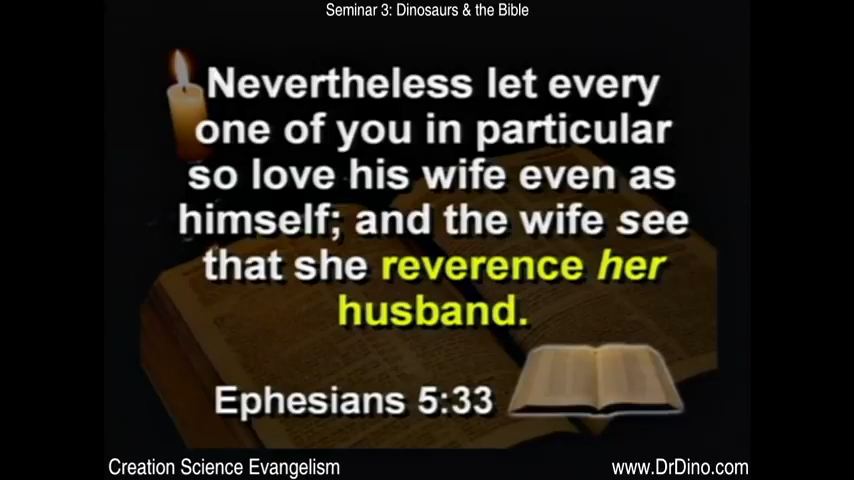 Seminar 3: Dinosaurs & the Bible
Nevertheless let every
one of you in particular
so love his wife even as
himself; and the wife see
that she reverence her
husband.
Ephesians 5:33
Creation Science Evangelism
www.DrDino.com